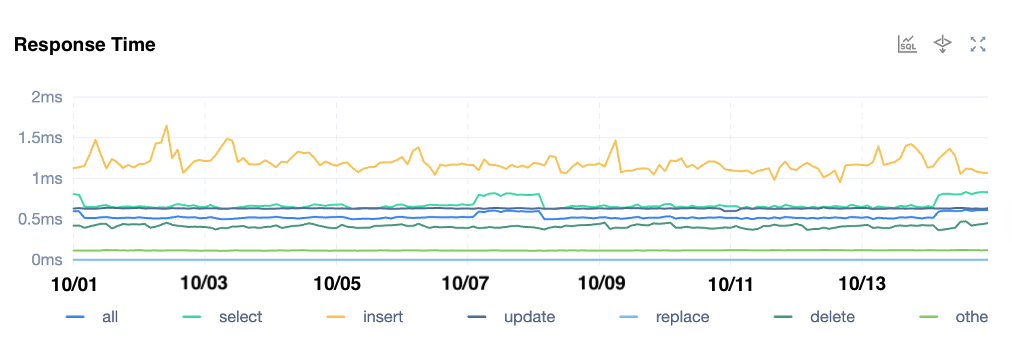 Response Time
SQL
2ms
1.5ms
1ms
0.5ms
0ms
10/01 10/03 10/05 10/07 10/09 10/11 10/13
all select insert update replace delete othe